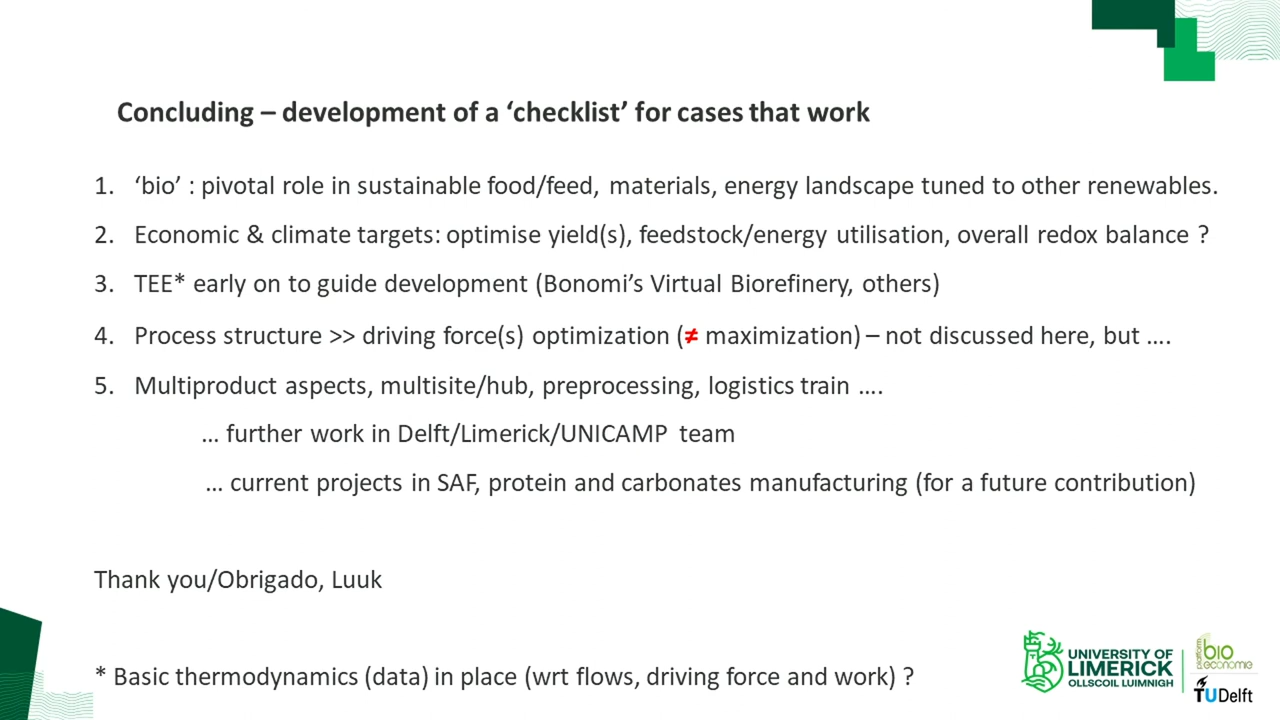 Concluding – development of a ‘checklist’ for cases that work
1. ‘bio’ : pivotal role in sustainable food/feed, materials, energy landscape tuned to other renewables.
2. Economic & climate targets: optimise yield(s), feedstock/energy utilisation, overall redox balance ?
3. TEE* early on to guide development (Bonomi’s Virtual Biorefinery, others)
4. Process structure >> driving force(s) optimization (≠ maximization) – not discussed here, but ....
5. Multiproduct aspects, multisite/hub, preprocessing, logistics train ....
... further work in Delft/Limerick/UNICAMP team
... current projects in SAF, protein and carbonates manufacturing (for a future contribution)
Thank you/Obrigado, Luuk
* Basic thermodynamics (data) in place (wrt flows, driving force and work) ?
UNIVERSITY OF
LIMERICK
OLLSCOIL LUIMNIGH
platform
bio
economie
TUDelft